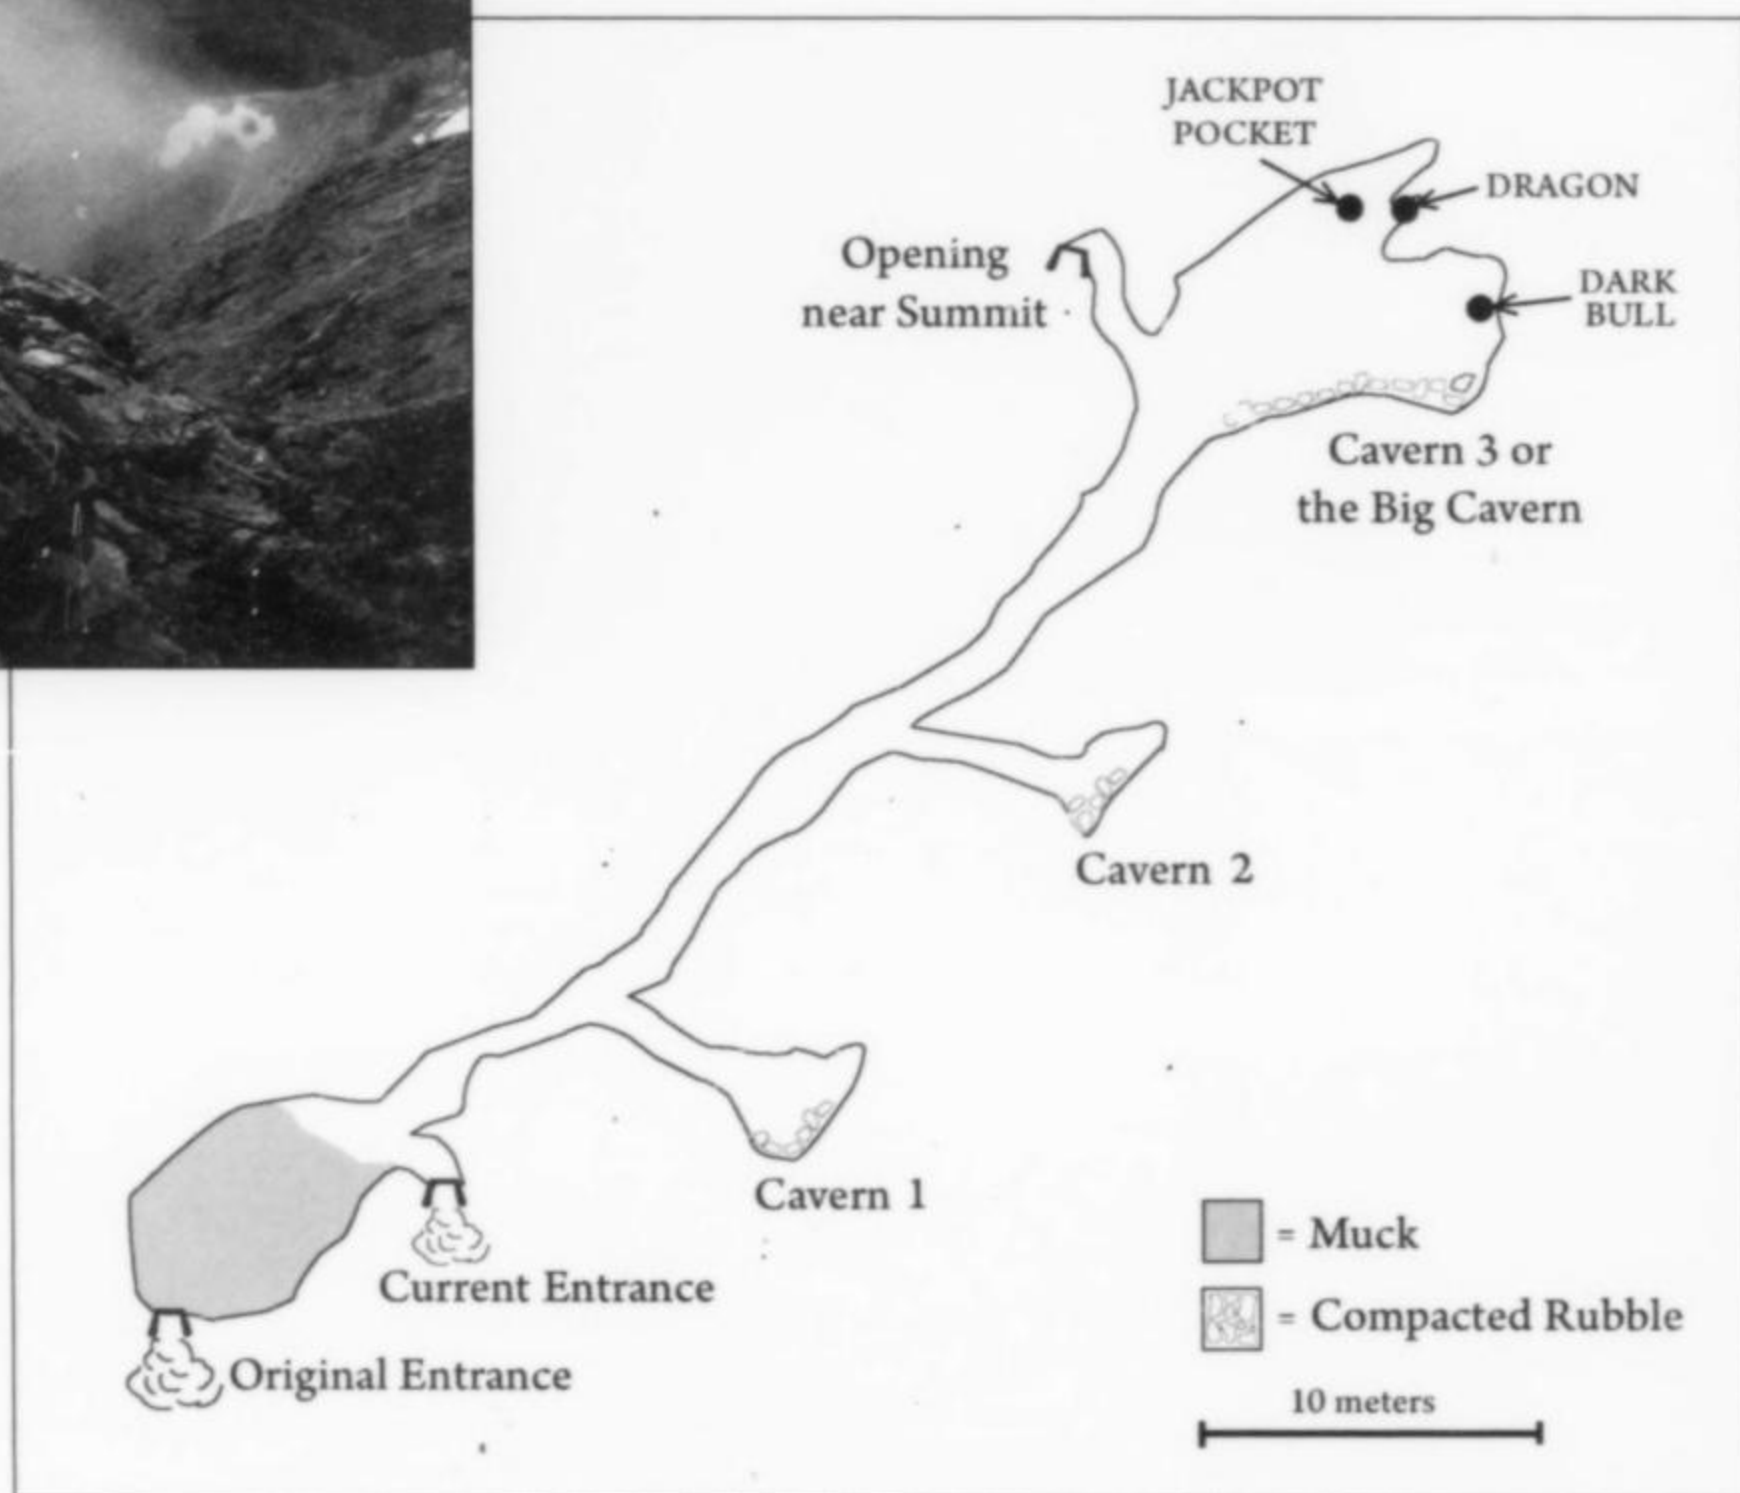 JACKPOT
POCKET
DRAGON
Opening
near Summit
DARK
BULL
Cavern 3 or
the Big Cavern
Cavern 2
Cavern 1
Current Entrance
Original Entrance
= Muck
= Compacted Rubble
10 meters